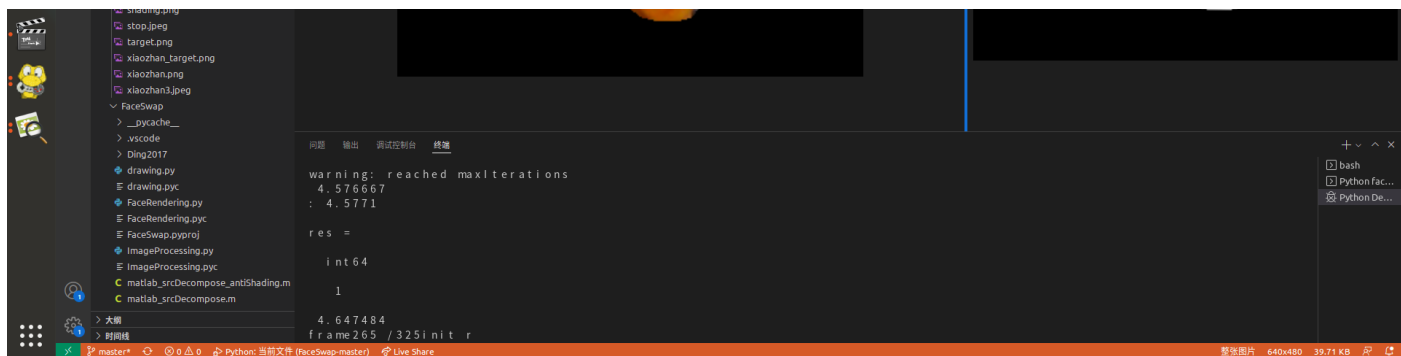 shading.png
stop.jpeg
target.png
xiaozhan_target.png
xiaozhan.png
xiaozhan3.jpeg
FaceSwap
__pycache__
.vscode
Ding2017
drawing.py
drawing.pyc
FaceRendering.py
FaceRendering.pyc
FaceSwap.pyproj
ImageProcessing.py
ImageProcessing.pyc
matlab_srcDecompose_antiShading.m
matlab_srcDecompose.m
大纲
时间线
问题 输出 调试控制台 终端
warning: reached maxIterations
4.576667
: 4.5771
res =
int64
1
4.647484
frame265 /325init r
bash
Python fac...
Python De...
master* 0 0 Python: 当前文件 (FaceSwap-master) Live Share 整张图片 640x480 39.71 KB